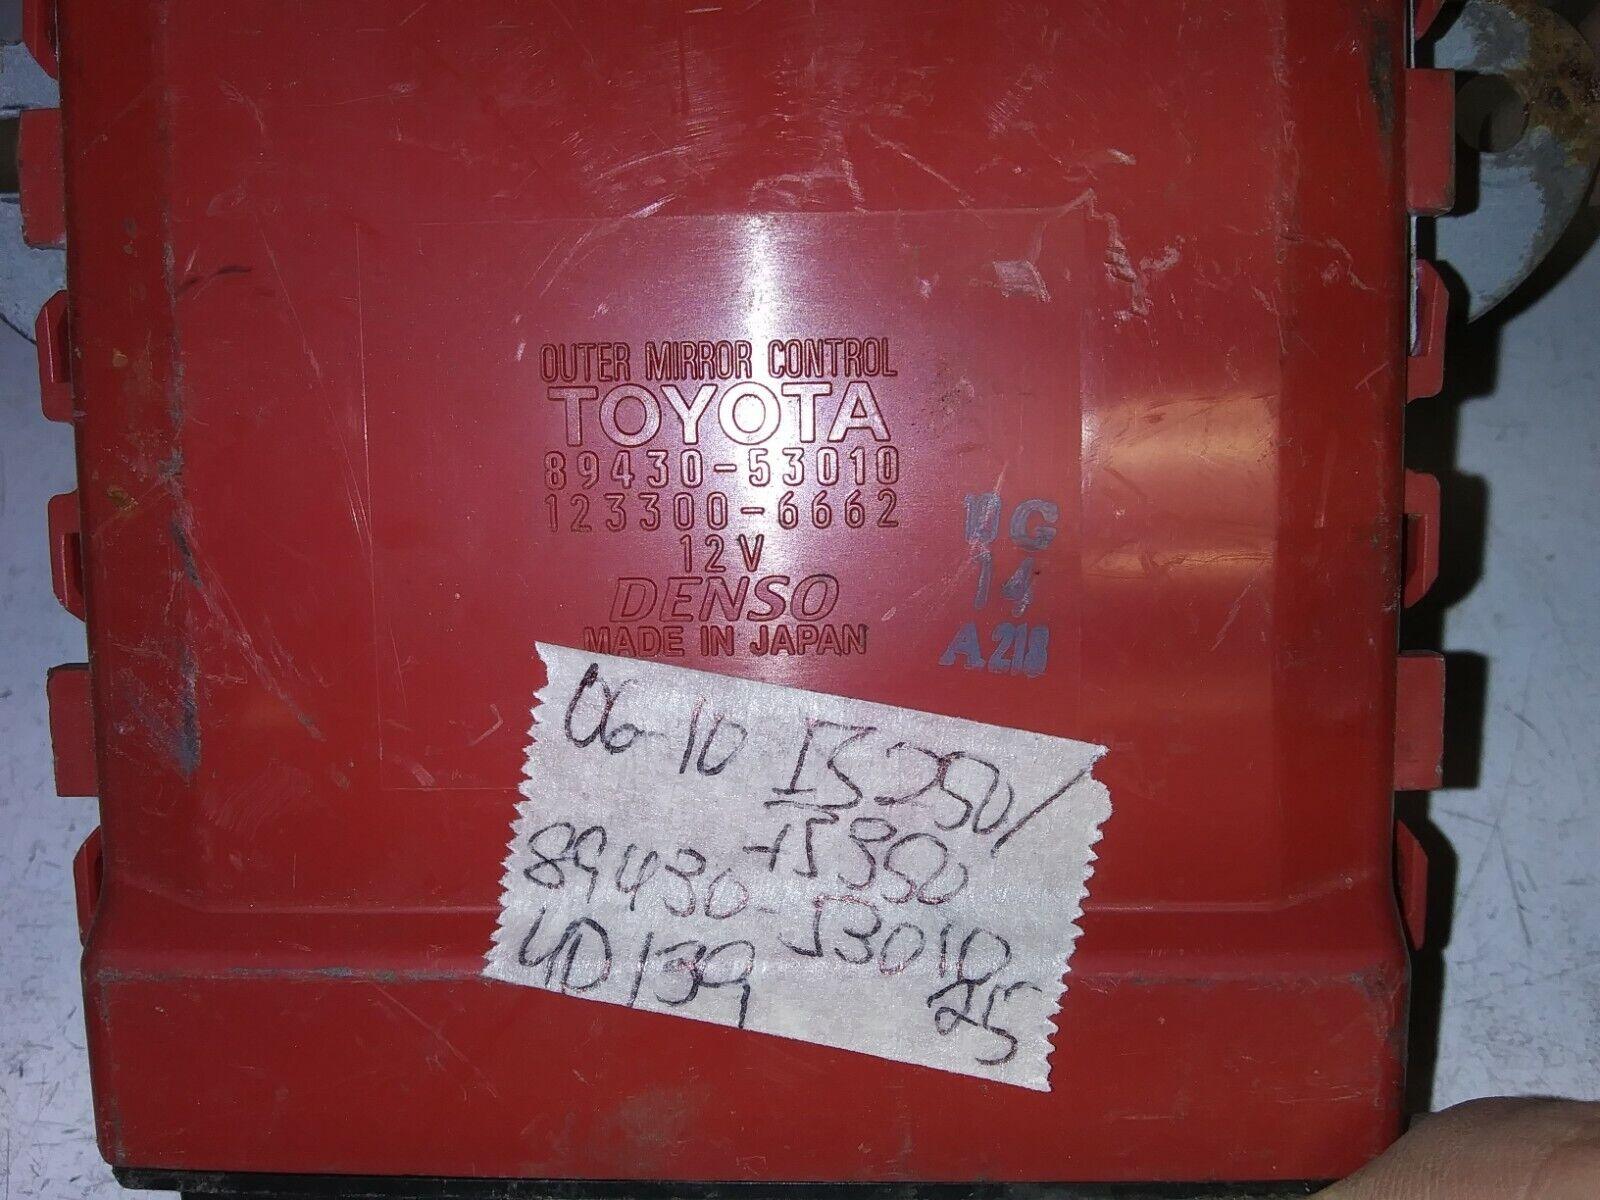 OUTER MIRROR CONTROL
TOYOTA
89430-53010
123300-6662
12V
DENSO
MADE IN JAPAN
14
A218
06-10 IS250/
IS350
89430-53010
4D139
25